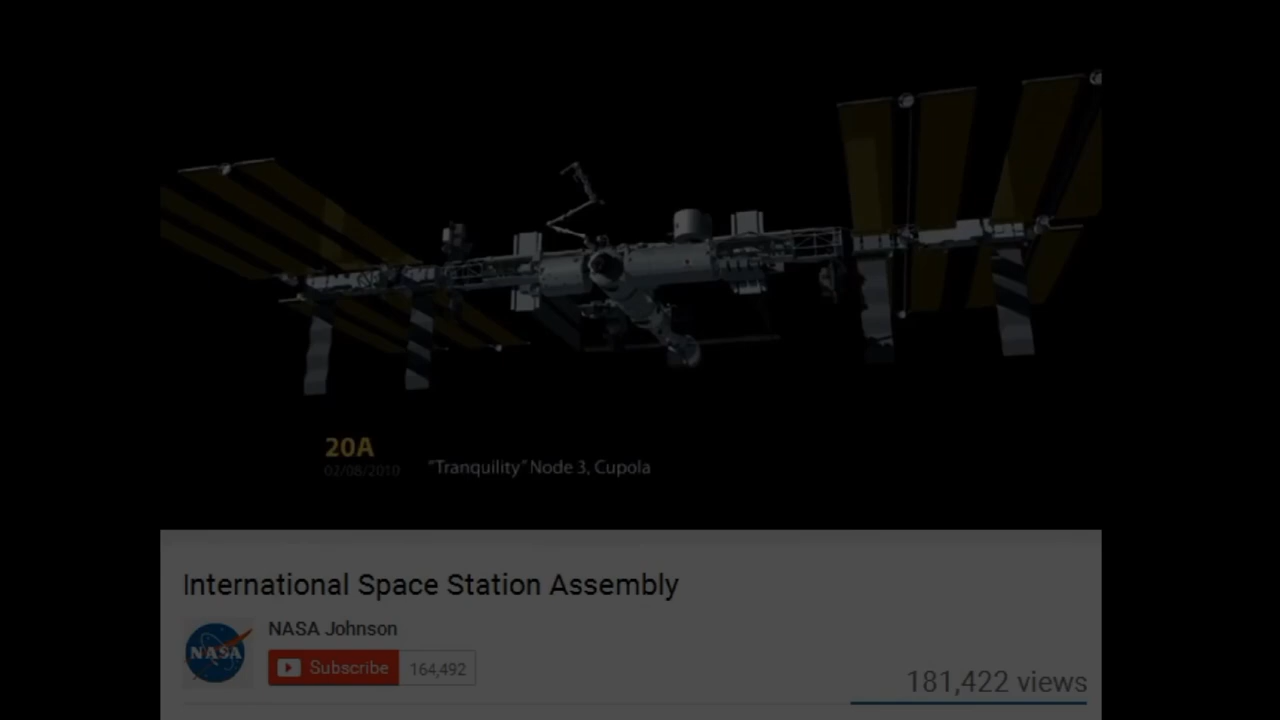 20A
02/08/2010 "Tranquility" Node 3, Cupola
International Space Station Assembly
NASA Johnson
NASA
Subscribe 164,492
181,422 views